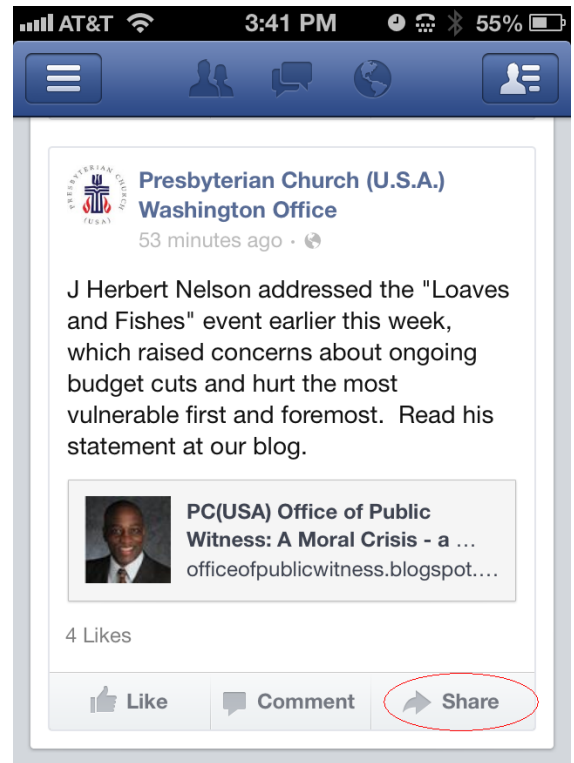 AT&T 3:41 PM 55%
PRESBYTERIAN CHURCH (USA)
Presbyterian Church (U.S.A.)
Washington Office
53 minutes ago ·
J Herbert Nelson addressed the "Loaves
and Fishes" event earlier this week,
which raised concerns about ongoing
budget cuts and hurt the most
vulnerable first and foremost.  Read his
statement at our blog.
PC(USA) Office of Public
Witness: A Moral Crisis - a ...
officeofpublicwitness.blogspot....
4 Likes
Like Comment Share